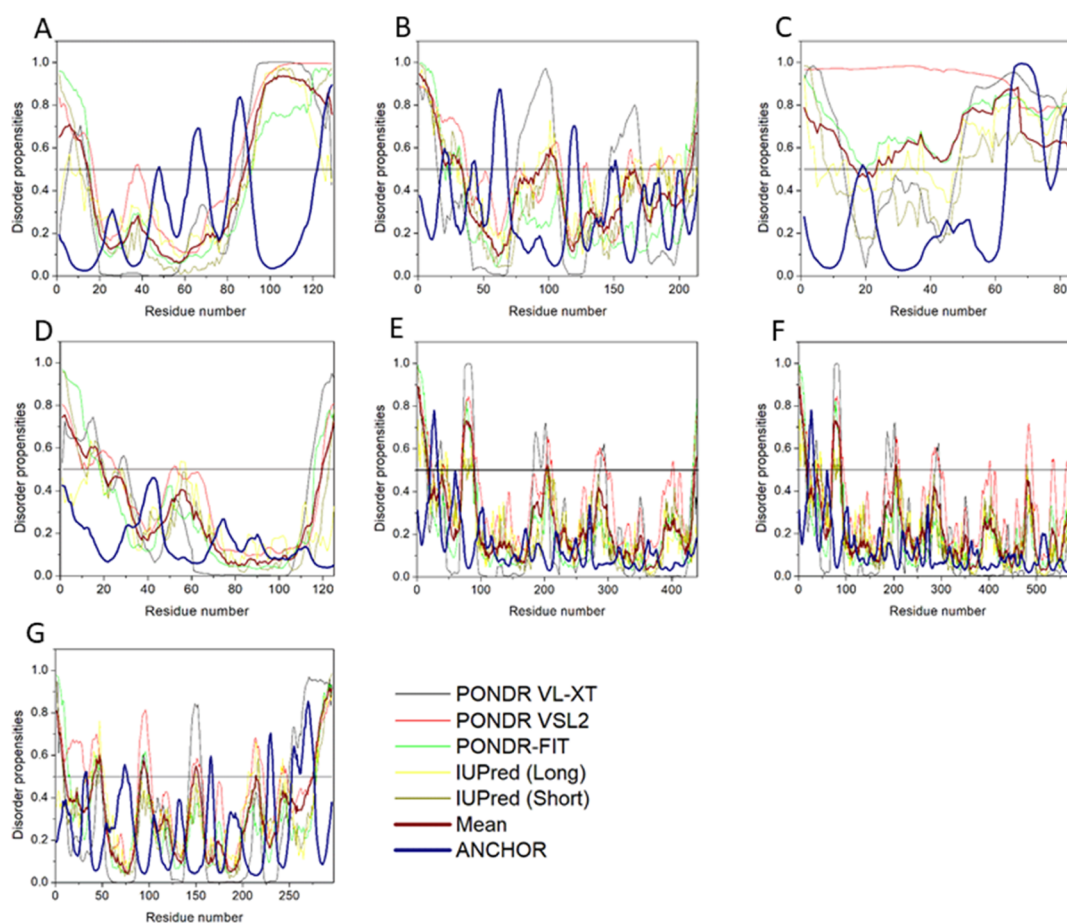 A
Disorder propensities
1.0
0.8
0.6
0.4
0.2
0.0
0 20 40 60 80 100 120
Residue number
B
Disorder propensities
1.0
0.8
0.6
0.4
0.2
0.0
0 50 100 150 200
Residue number
C
Disorder propensities
1.0
0.8
0.6
0.4
0.2
0.0
0 20 40 60 80
Residue number
D
Disorder propensities
1.0
0.8
0.6
0.4
0.2
0.0
0 20 40 60 80 100 120
Residue number
E
Disorder propensities
1.0
0.8
0.6
0.4
0.2
0.0
0 100 200 300 400
Residue number
F
Disorder propensities
1.0
0.8
0.6
0.4
0.2
0.0
0 100 200 300 400 500
Residue number
G
Disorder propensities
1.0
0.8
0.6
0.4
0.2
0.0
0 50 100 150 200 250
Residue number
PONDR VL-XT
PONDR VSL2
PONDR-FIT
IUPred (Long)
IUPred (Short)
Mean
ANCHOR